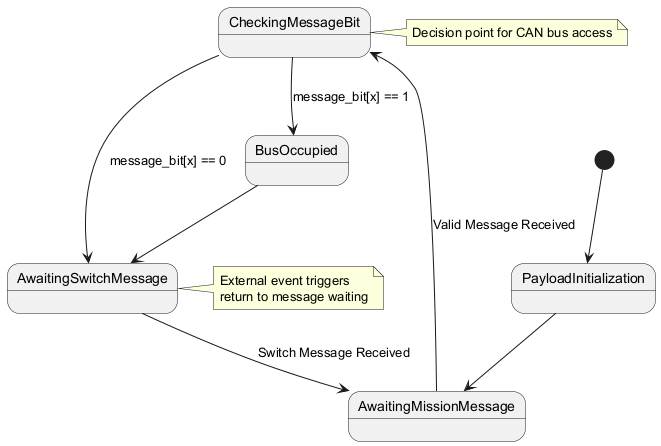 CheckingMessageBit
Decision point for CAN bus access
message_bit[x] == 1
BusOccupied
message_bit[x] == 0
Valid Message Received
AwaitingSwitchMessage
External event triggers
return to message waiting
PayloadInitialization
Switch Message Received
AwaitingMissionMessage